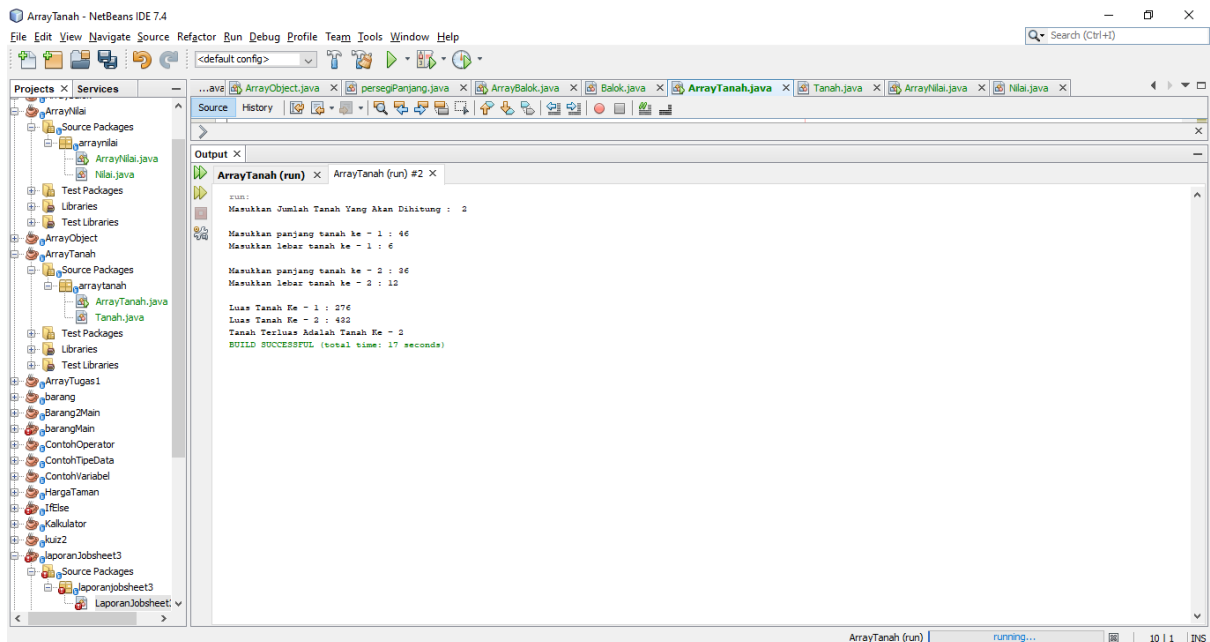 ArrayTanah - NetBeans IDE 7.4
File Edit View Navigate Source Refactor Run Debug Profile Team Tools Window Help
Search (Ctrl+I)
<default config>
Projects Services
...ava ArrayObject.java persegiPanjang.java ArrayBalok.java Balok.java ArrayTanah.java Tanah.java ArrayNilai.java Nilai.java
Source History
ArrayNilai
Source Packages
arraynilai
ArrayNilai.java
Nilai.java
Test Packages
Libraries
Test Libraries
ArrayObject
ArrayTanah
Source Packages
arraytanah
ArrayTanah.java
Tanah.java
Test Packages
Libraries
Test Libraries
ArrayTugas1
barang
Barang2Main
barangMain
ContohOperator
ContohTipeData
ContohVariabel
HargaTaman
IfElse
Kalkulator
kuiz2
laporanJobsheet3
Source Packages
laporanjobsheet3
LaporanJobsheet
Output
ArrayTanah (run) ArrayTanah (run) #2
run:
Masukkan Jumlah Tanah Yang Akan Dihitung : 2
Masukkan panjang tanah ke - 1 : 46
Masukkan lebar tanah ke - 1 : 6
Masukkan panjang tanah ke - 2 : 36
Masukkan lebar tanah ke - 2 : 12
Luas Tanah Ke - 1 : 276
Luas Tanah Ke - 2 : 432
Tanah Terluas Adalah Tanah Ke - 2
BUILD SUCCESSFUL (total time: 17 seconds)
ArrayTanah (run) running... 10 | 1 INS